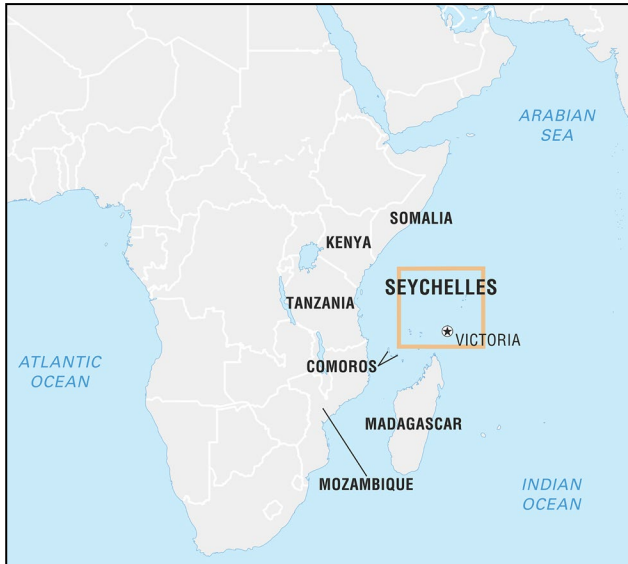 ARABIAN
SEA
SOMALIA
KENYA
SEYCHELLES
TANZANIA
VICTORIA
ATLANTIC
OCEAN
COMOROS
MADAGASCAR
MOZAMBIQUE
INDIAN
OCEAN